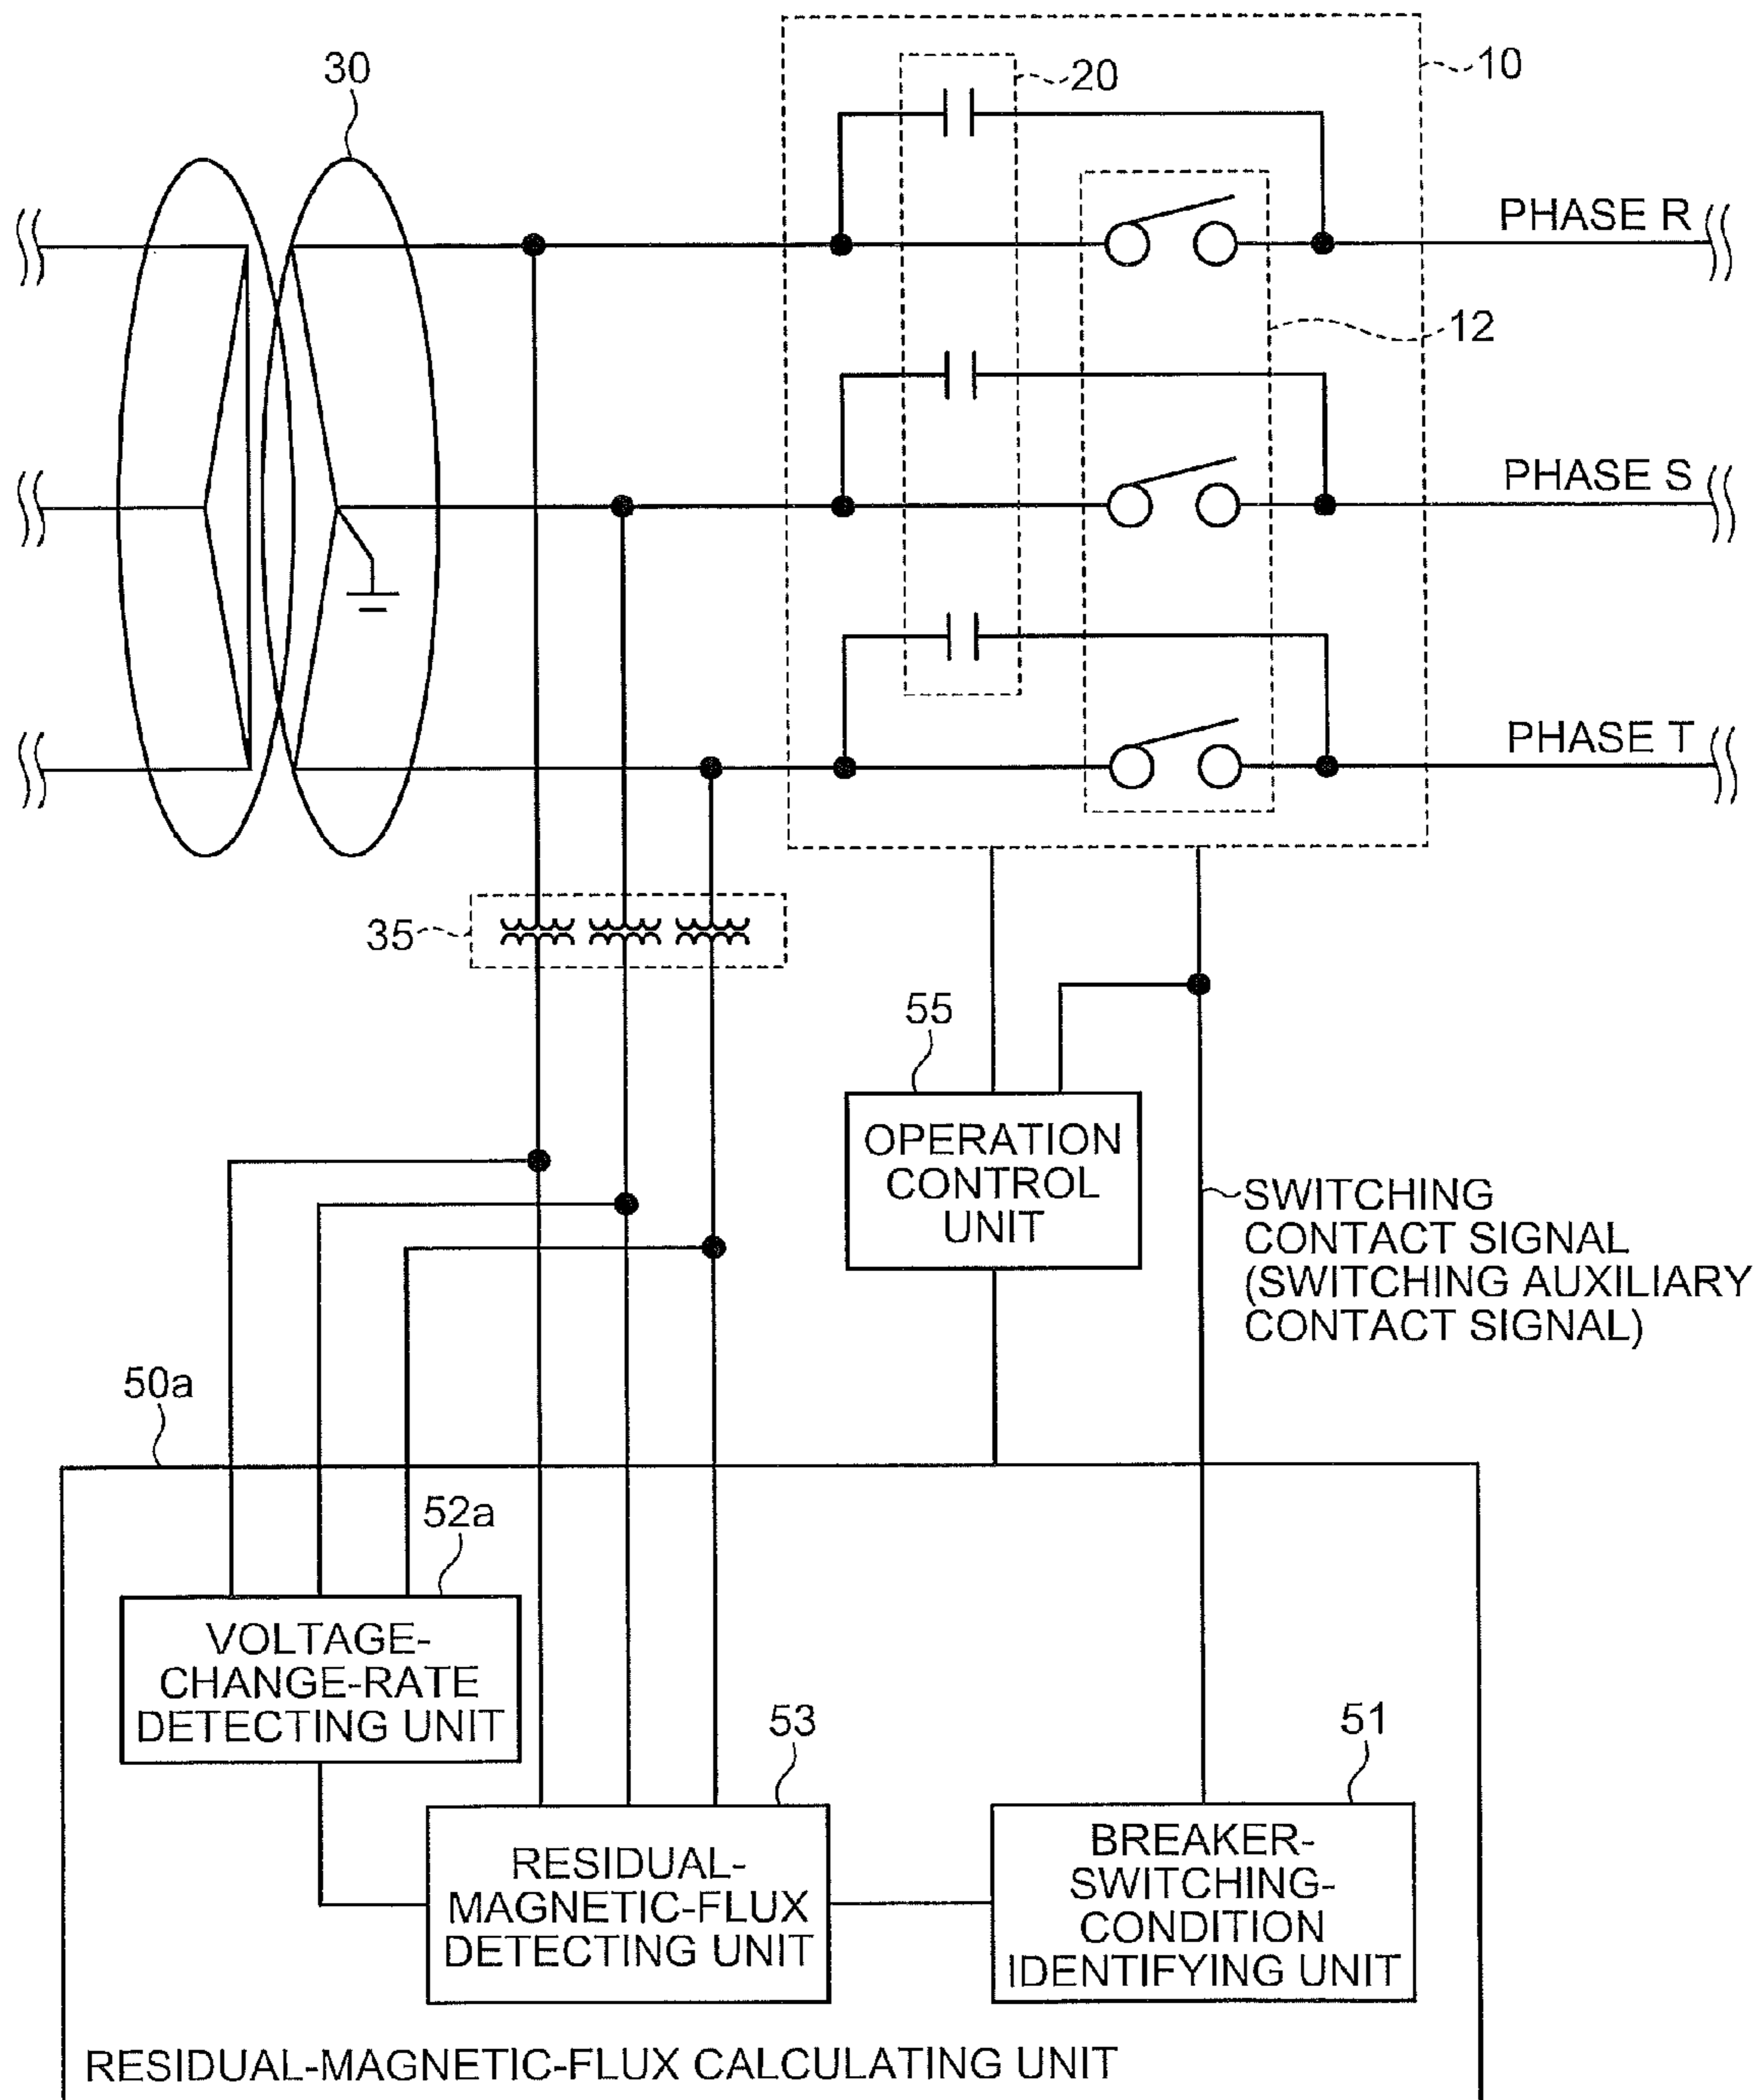 30
20
10
PHASE R
12
PHASE S
PHASE T
35
55
OPERATION
CONTROL
UNIT
SWITCHING
CONTACT SIGNAL
(SWITCHING AUXILIARY
CONTACT SIGNAL)
50a
52a
VOLTAGE-
CHANGE-RATE
DETECTING UNIT
53
51
RESIDUAL-
MAGNETIC-FLUX
DETECTING UNIT
BREAKER-
SWITCHING-
CONDITION
IDENTIFYING UNIT
RESIDUAL-MAGNETIC-FLUX CALCULATING UNIT